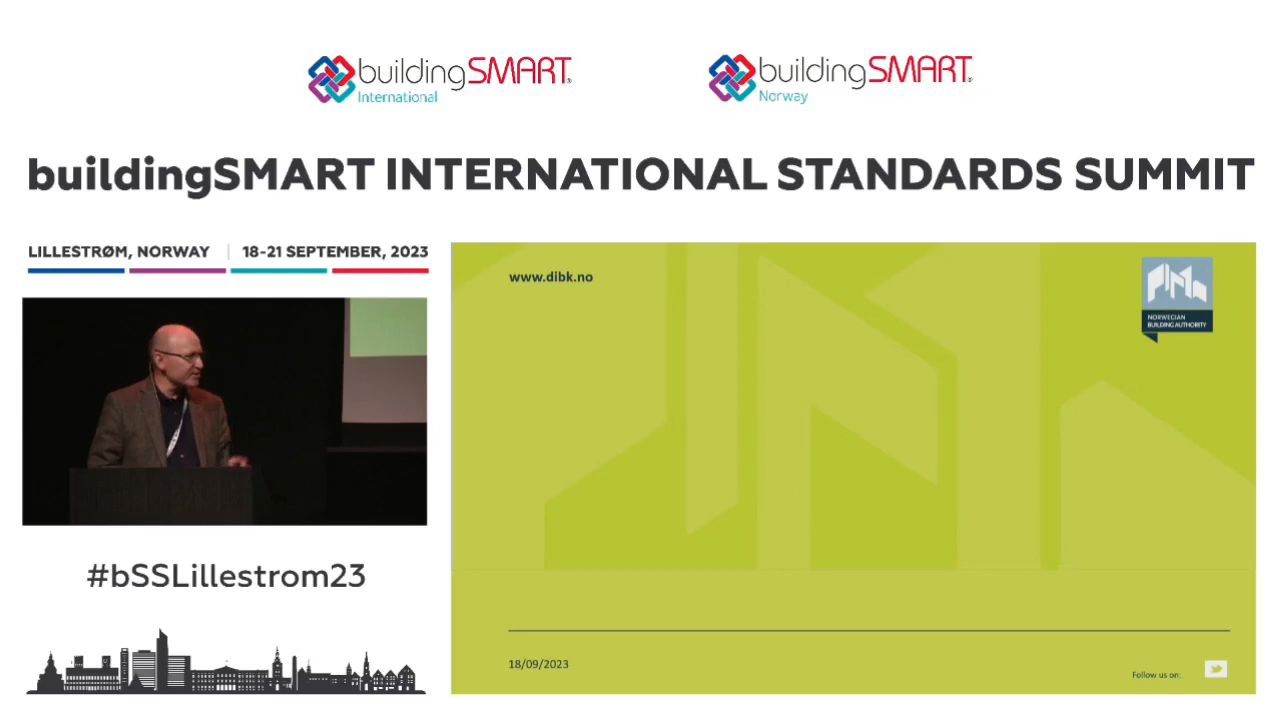 buildingSMART®
International
buildingSMART®
Norway
buildingSMART INTERNATIONAL STANDARDS SUMMIT
LILLESTRØM, NORWAY | 18-21 SEPTEMBER, 2023
www.dibk.no
NORWEGIAN
BUILDING AUTHORITY
#bSSLillestrom23
18/09/2023
Follow us on: